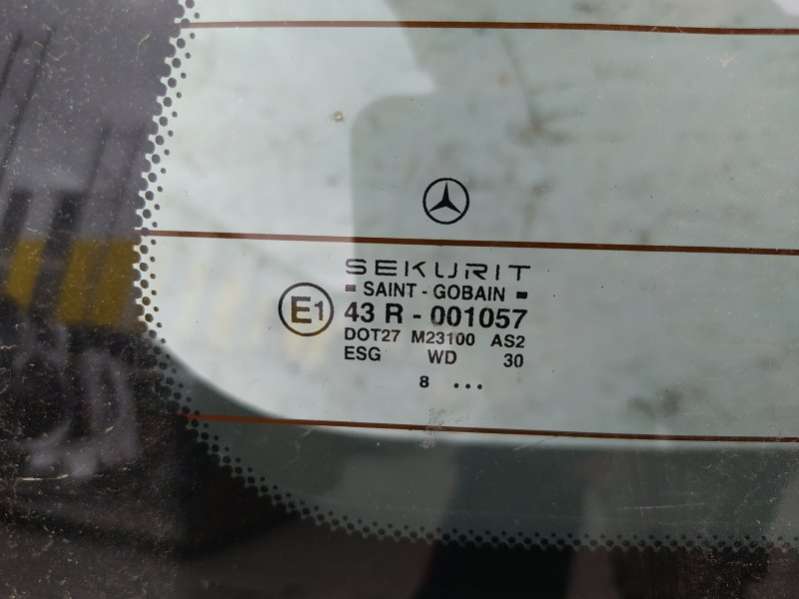 SEKURIT
SAINT - GOBAIN
E1 43 R - 001057
DOT27 M23100 AS2
ESG WD 30
8 ...